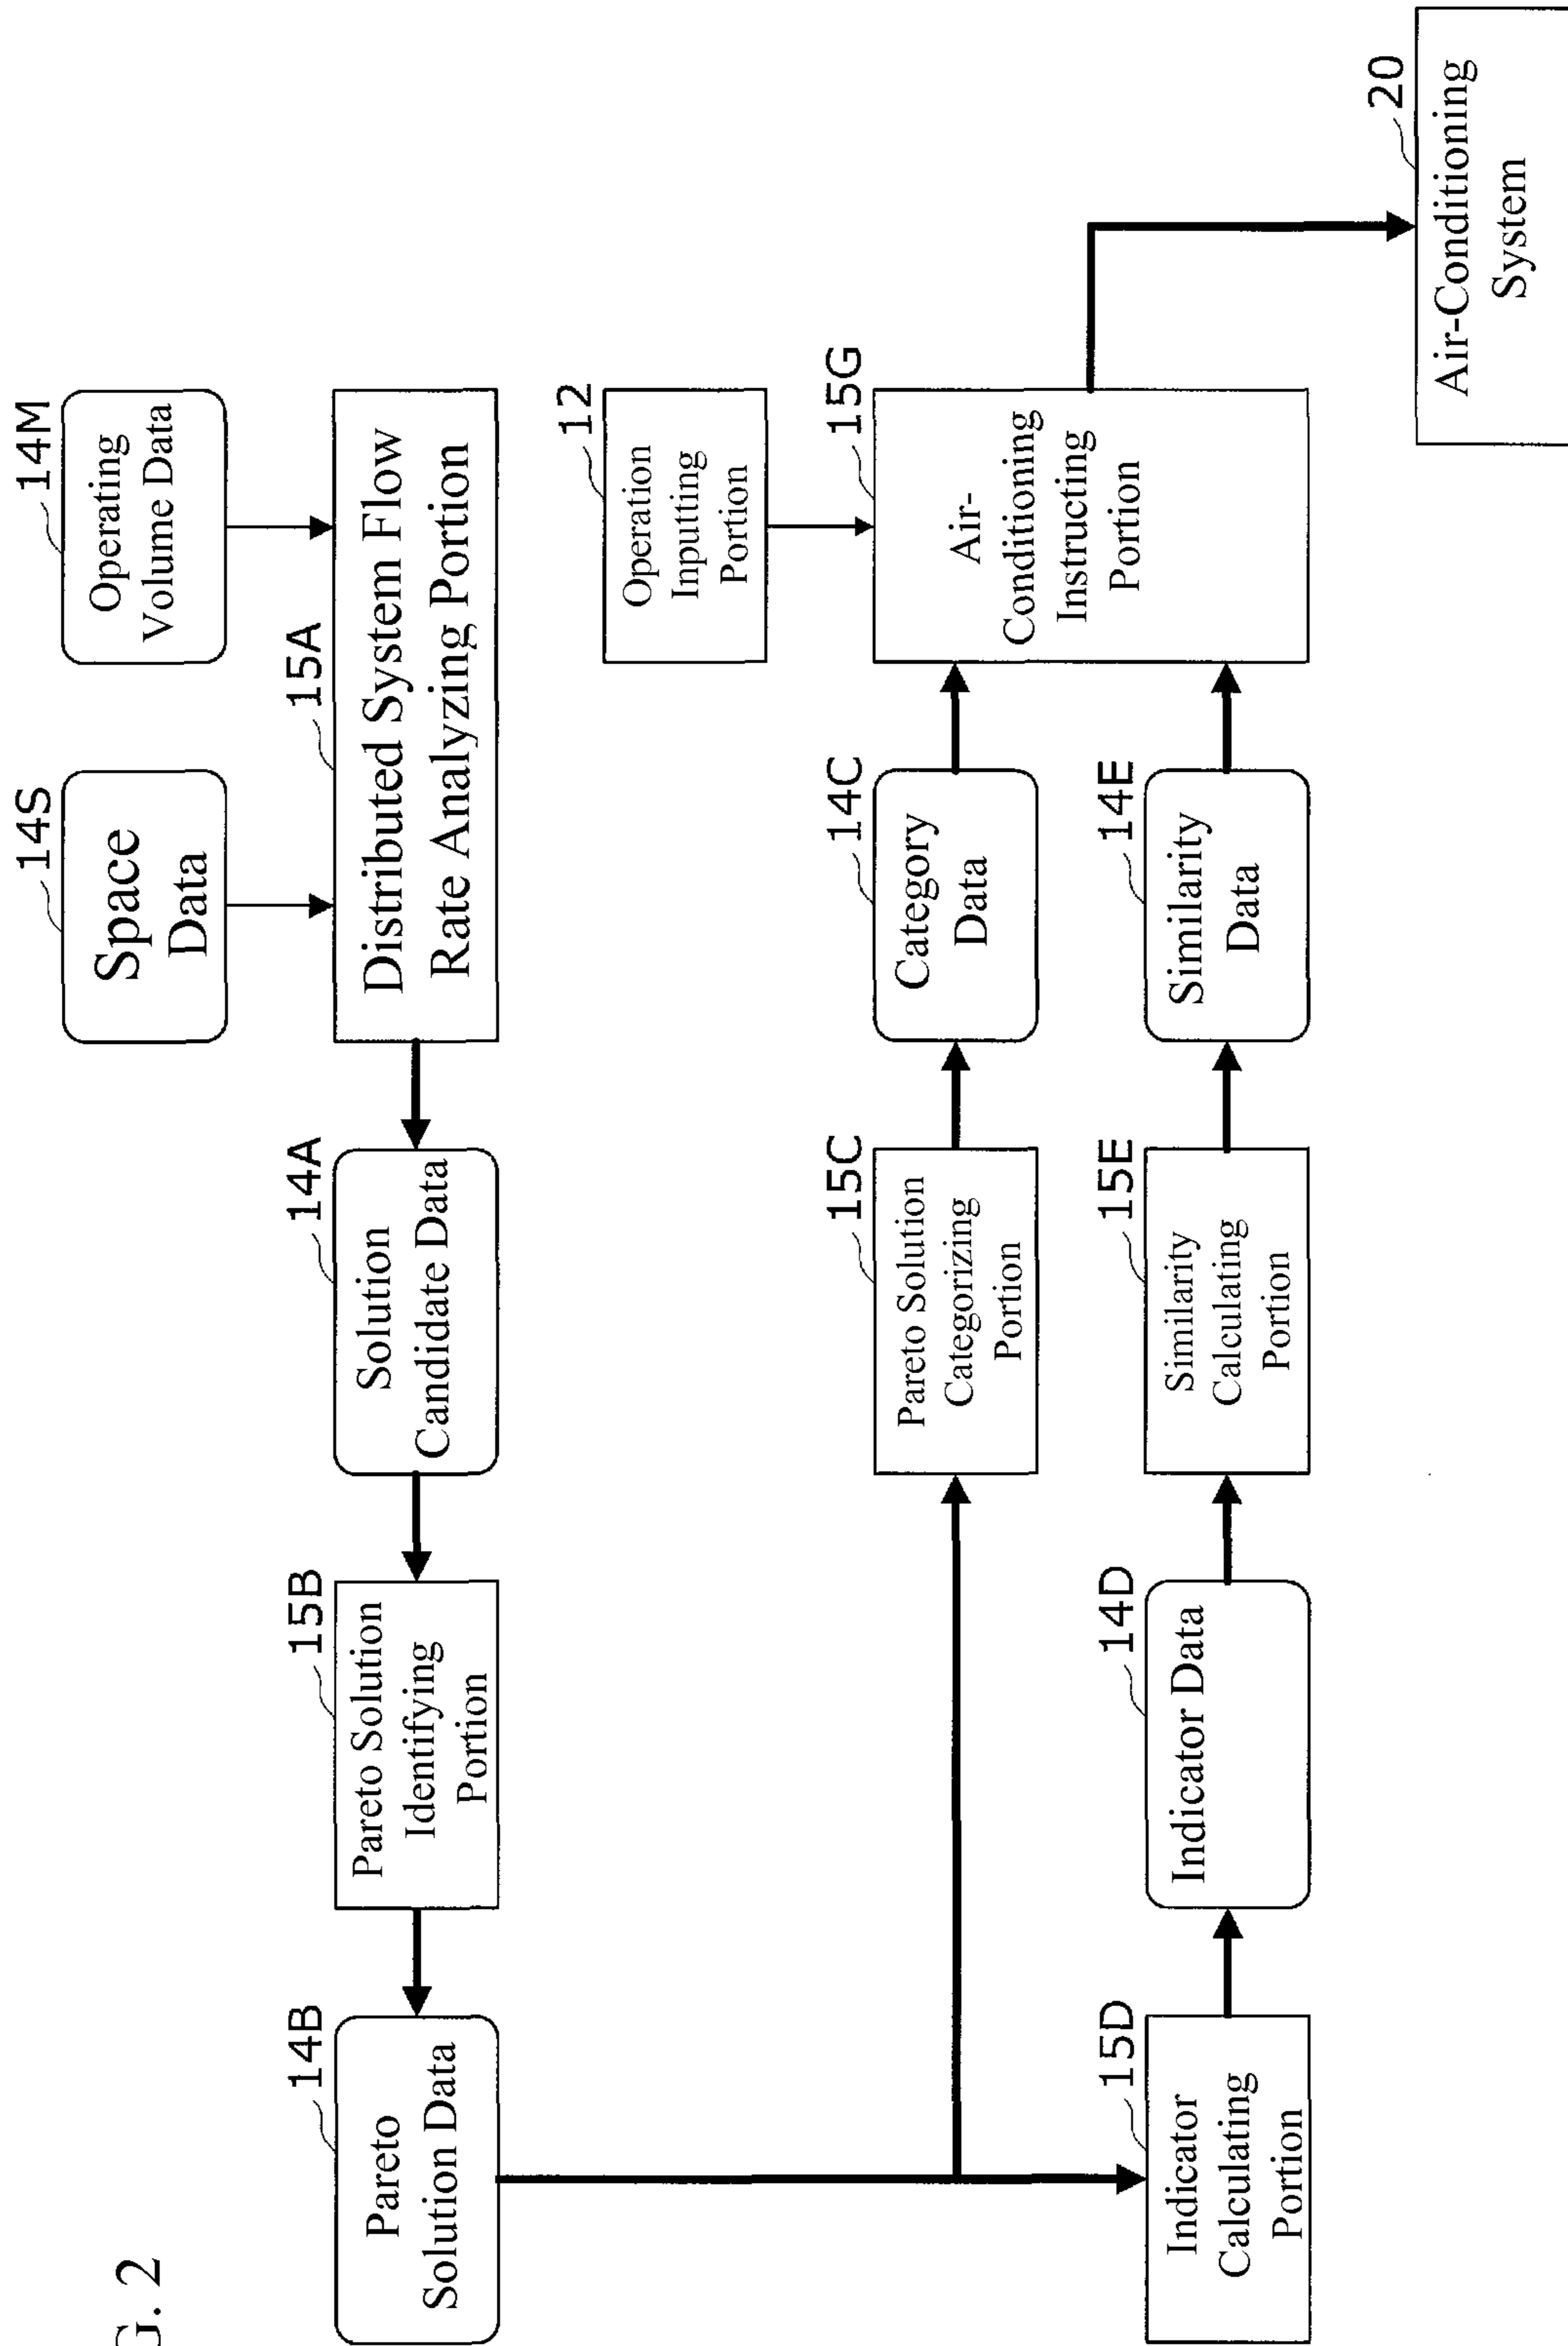 G. 2
14S
Space
Data
14M
Operating
Volume Data
14B
Pareto
Solution Data
15B
Pareto Solution
Identifying
Portion
14A
Solution
Candidate Data
15A
Distributed System Flow
Rate Analyzing Portion
12
Operation
Inputting
Portion
15C
Pareto Solution
Categorizing
Portion
14C
Category
Data
15G
Air-
Conditioning
Instructing
Portion
15D
Indicator
Calculating
Portion
14D
Indicator Data
15E
Similarity
Calculating
Portion
14E
Similarity
Data
20
Air-Conditioning
System